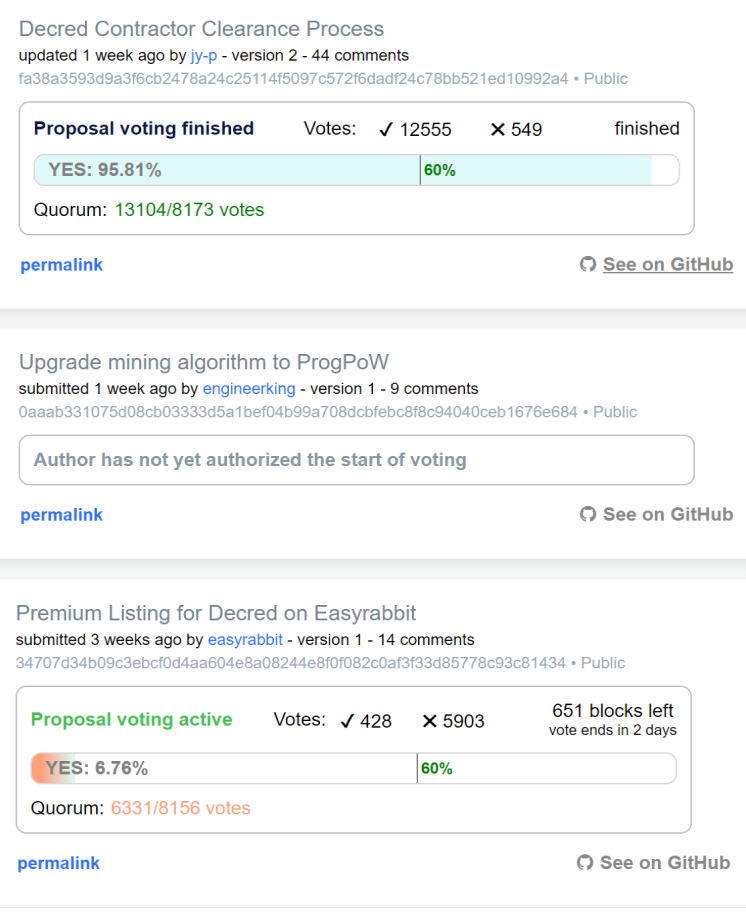 Decred Contractor Clearance Process
updated 1 week ago by jy-p - version 2 - 44 comments
fa38a3593d9a3f6cb2478a24c25114f5097c572f6dadf24c78bb521ed10992a4 • Public
Proposal voting finished Votes: ✓ 12555 ✕ 549 finished
YES: 95.81% 60%
Quorum: 13104/8173 votes
permalink See on GitHub
Upgrade mining algorithm to ProgPoW
submitted 1 week ago by engineerking - version 1 - 9 comments
0aaab331075d08cb03333d5a1bef04b99a708dcbfebc8f8c94040ceb1676e684 • Public
Author has not yet authorized the start of voting
permalink See on GitHub
Premium Listing for Decred on Easyrabbit
submitted 3 weeks ago by easyrabbit - version 1 - 14 comments
34707d34b09c3ebcf0d4aa604e8a08244e8f0f082c0af3f33d85778c93c81434 • Public
Proposal voting active Votes: ✓ 428 ✕ 5903 651 blocks left
vote ends in 2 days
YES: 6.76% 60%
Quorum: 6331/8156 votes
permalink See on GitHub